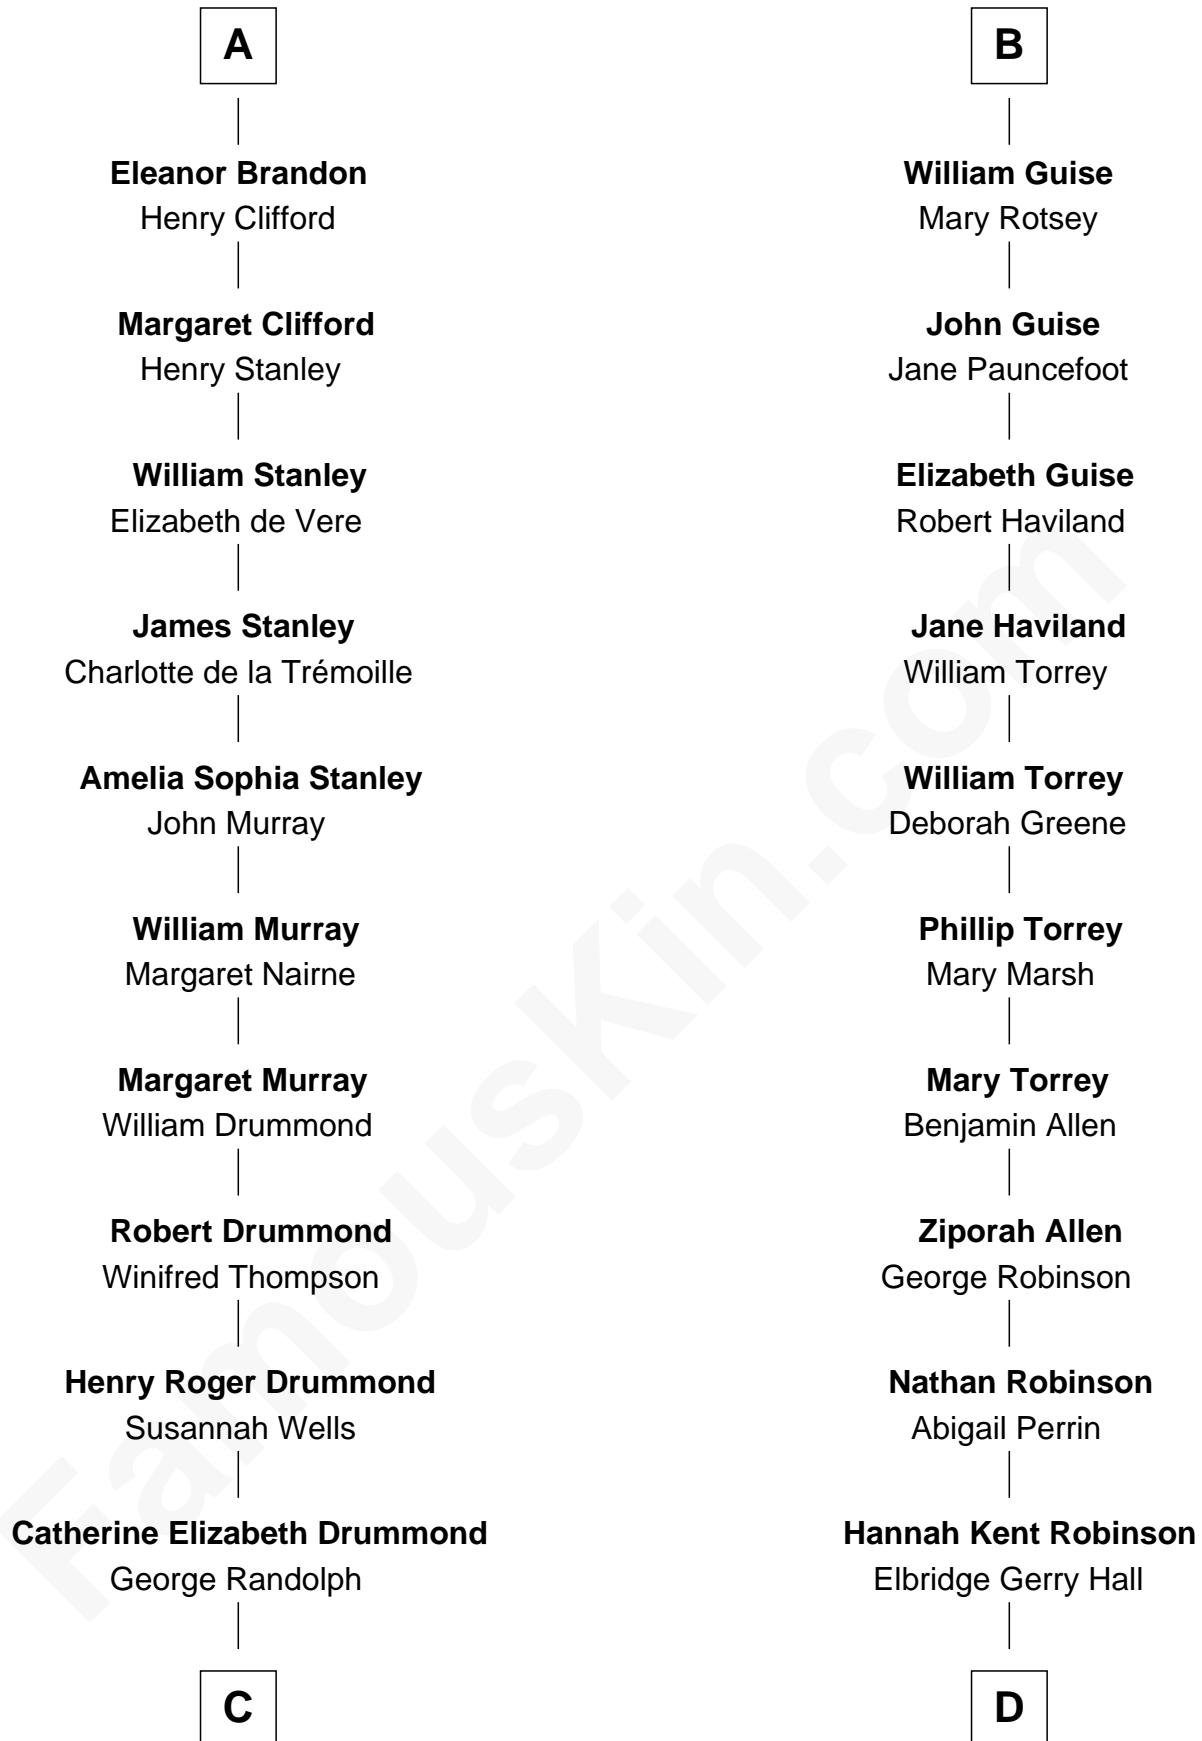 A
Eleanor Brandon
Henry Clifford
Margaret Clifford
Henry Stanley
William Stanley
Elizabeth de Vere
James Stanley
Charlotte de la Trémoille
Amelia Sophia Stanley
John Murray
William Murray
Margaret Nairne
Margaret Murray
William Drummond
Robert Drummond
Winifred Thompson
Henry Roger Drummond
Susannah Wells
Catherine Elizabeth Drummond
George Randolph
C
B
William Guise
Mary Rotsey
John Guise
Jane Pauncefoot
Elizabeth Guise
Robert Haviland
Jane Haviland
William Torrey
William Torrey
Deborah Greene
Phillip Torrey
Mary Marsh
Mary Torrey
Benjamin Allen
Ziporah Allen
George Robinson
Nathan Robinson
Abigail Perrin
Hannah Kent Robinson
Elbridge Gerry Hall
D
FamousKin.com